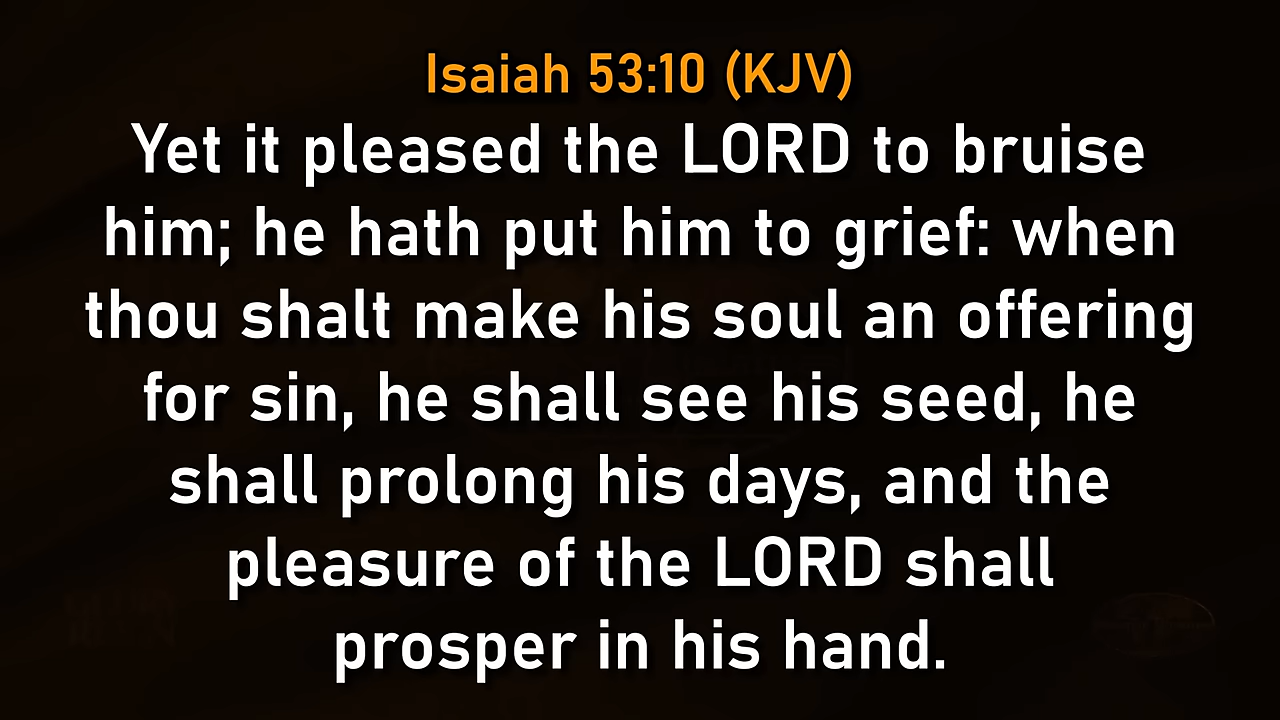 Isaiah 53:10 (KJV)
Yet it pleased the LORD to bruise
him; he hath put him to grief: when
thou shalt make his soul an offering
for sin, he shall see his seed, he
shall prolong his days, and the
pleasure of the LORD shall
prosper in his hand.